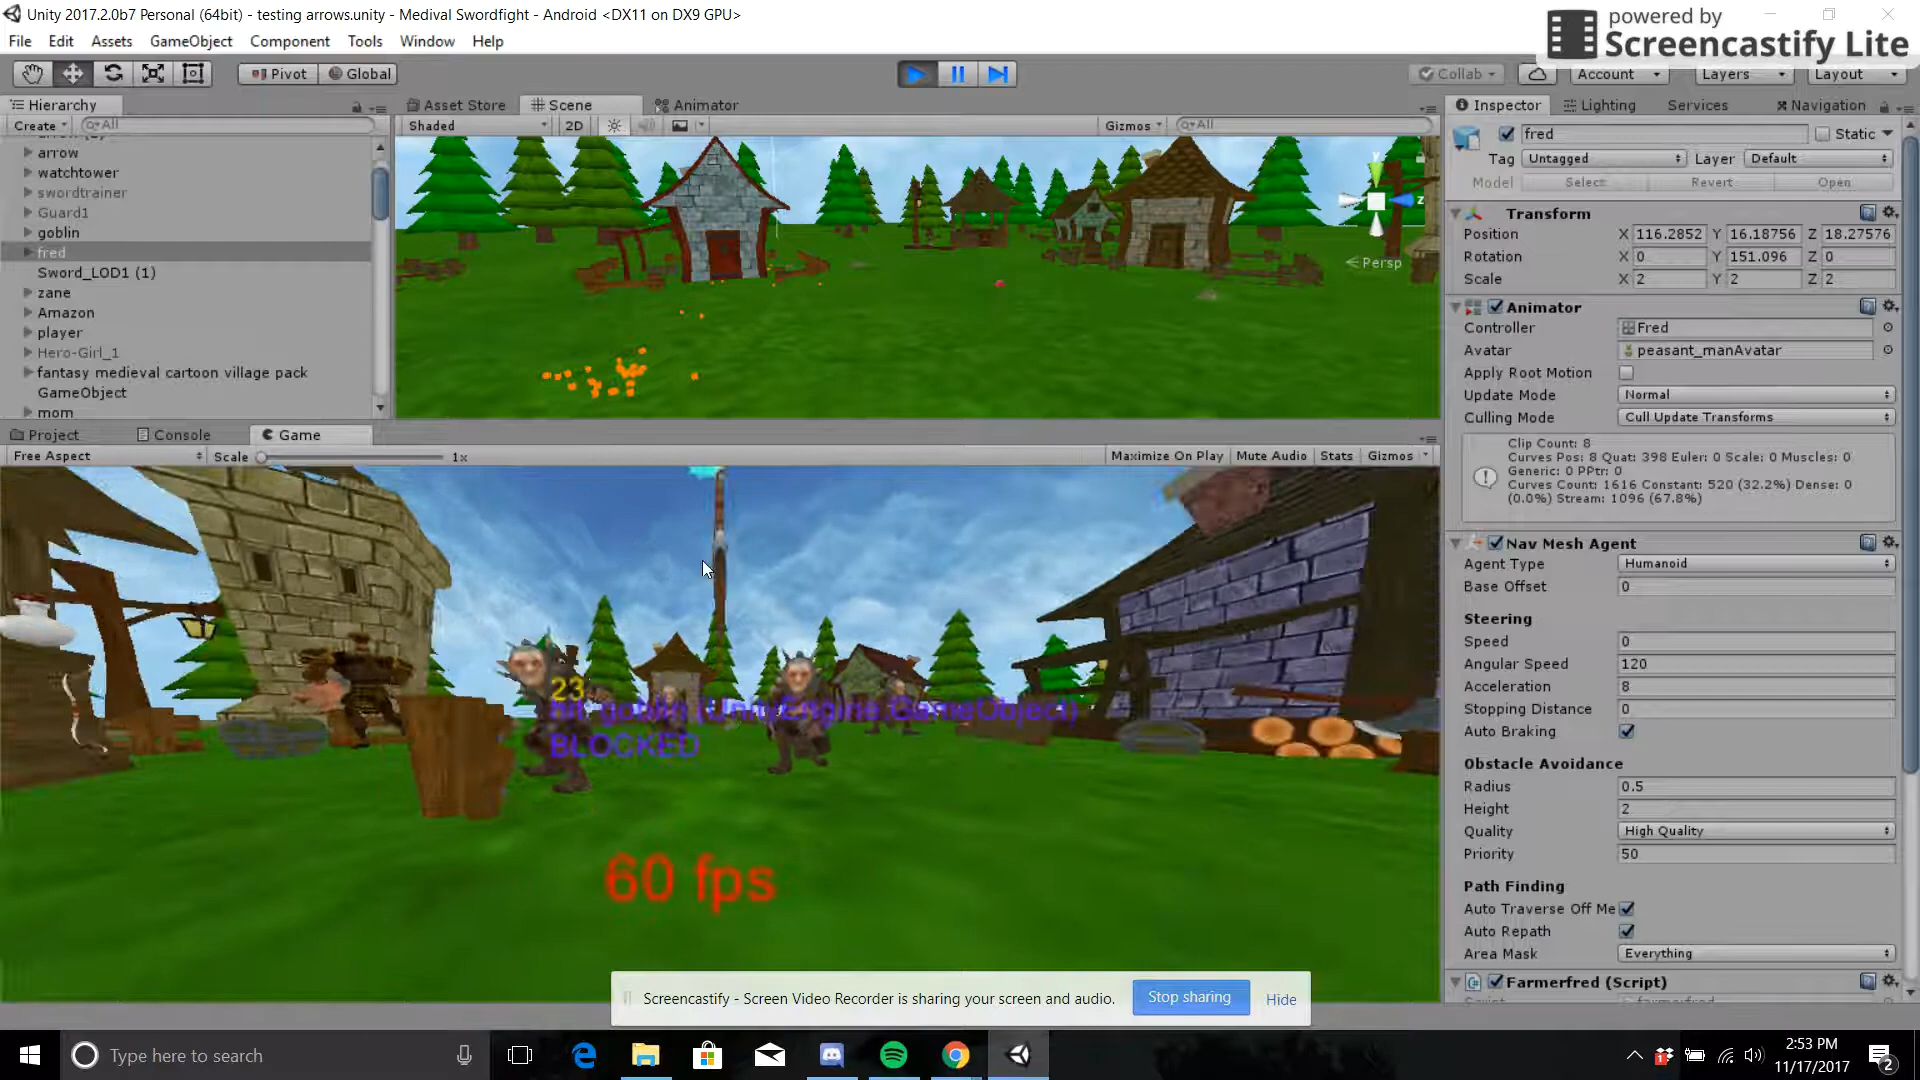 Unity 2017.2.0b7 Personal (64bit) - testing arrows.unity - Medival Swordfight - Android <DX11 on DX9 GPU>
powered by
Screencastify Lite
File Edit Assets GameObject Component Tools Window Help
Pivot Global
Collab Account Layers Layout
Hierarchy
Create All
arrow
watchtower
swordtrainer
Guard1
goblin
fred
Sword_LOD1 (1)
zane
Amazon
player
Hero-Girl_1
fantasy medieval cartoon village pack
GameObject
mom
Asset Store Scene Animator
Shaded 2D Gizmos All
y
z
Persp
Project Console Game
Free Aspect Scale 1x Maximize On Play Mute Audio Stats Gizmos
23
hit goblin (UnityEngine.GameObject)
BLOCKED
60 fps
Inspector Lighting Services Navigation
fred Static
Tag Untagged Layer Default
Model Select Revert Open
Transform
Position X 116.2852 Y 16.18756 Z 18.27576
Rotation X 0 Y 151.096 Z 0
Scale X 2 Y 2 Z 2
Animator
Controller Fred
Avatar peasant_manAvatar
Apply Root Motion
Update Mode Normal
Culling Mode Cull Update Transforms
Clip Count: 8
Curves Pos: 8 Quat: 398 Euler: 0 Scale: 0 Muscles: 0
Generic: 0 PPtr: 0
Curves Count: 1616 Constant: 520 (32.2%) Dense: 0
(0.0%) Stream: 1096 (67.8%)
Nav Mesh Agent
Agent Type Humanoid
Base Offset 0
Steering
Speed 0
Angular Speed 120
Acceleration 8
Stopping Distance 0
Auto Braking
Obstacle Avoidance
Radius 0.5
Height 2
Quality High Quality
Priority 50
Path Finding
Auto Traverse Off Me
Auto Repath
Area Mask Everything
Farmerfred (Script)
Screencastify - Screen Video Recorder is sharing your screen and audio. Stop sharing Hide
Type here to search
2:53 PM
11/17/2017
2